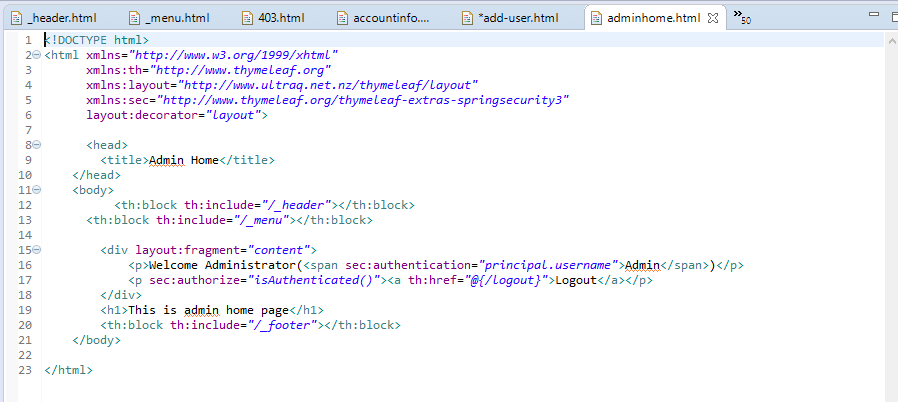 _header.html _menu.html 403.html accountinfo.... *add-user.html adminhome.html »50
1 <!DOCTYPE html>
2 <html xmlns="http://www.w3.org/1999/xhtml"
3 xmlns:th="http://www.thymeleaf.org"
4 xmlns:layout="http://www.ultraq.net.nz/thymeleaf/layout"
5 xmlns:sec="http://www.thymeleaf.org/thymeleaf-extras-springsecurity3"
6 layout:decorator="layout">
7
8 <head>
9 <title>Admin Home</title>
10 </head>
11 <body>
12 <th:block th:include="/_header"></th:block>
13 <th:block th:include="/_menu"></th:block>
14
15 <div layout:fragment="content">
16 <p>Welcome Administrator(<span sec:authentication="principal.username">Admin</span>)</p>
17 <p sec:authorize="isAuthenticated()"><a th:href="@{/logout}">Logout</a></p>
18 </div>
19 <h1>This is admin home page</h1>
20 <th:block th:include="/_footer"></th:block>
21 </body>
22
23 </html>